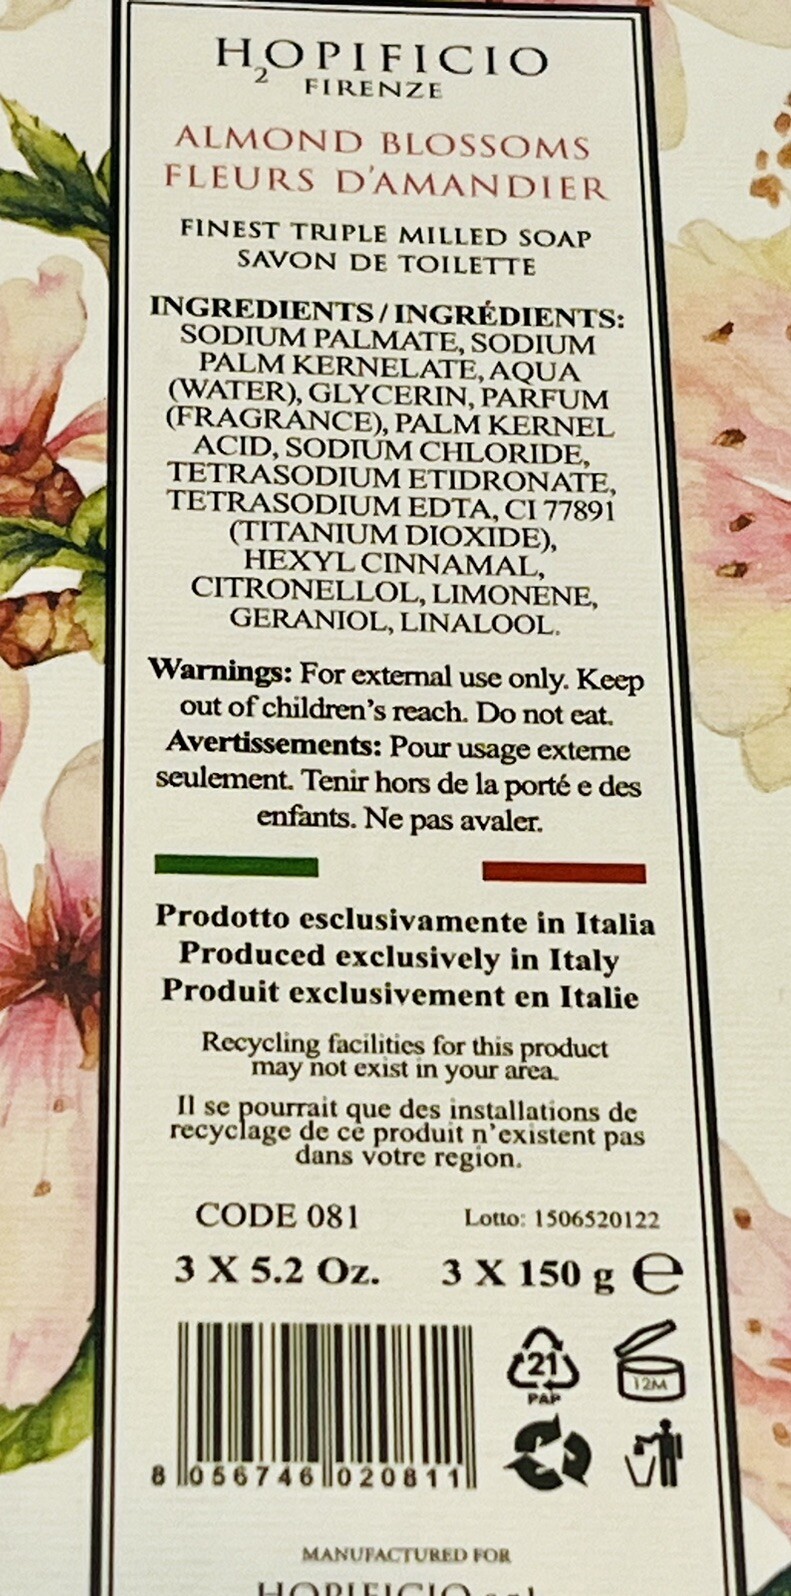 H₂OPIFICIO
FIRENZE
ALMOND BLOSSOMS
FLEURS D'AMANDIER
FINEST TRIPLE MILLED SOAP
SAVON DE TOILETTE
INGREDIENTS / INGRÉDIENTS:
SODIUM PALMATE, SODIUM
PALM KERNELATE, AQUA
(WATER), GLYCERIN, PARFUM
(FRAGRANCE), PALM KERNEL
ACID, SODIUM CHLORIDE,
TETRASODIUM ETIDRONATE,
TETRASODIUM EDTA, CI 77891
(TITANIUM DIOXIDE),
HEXYL CINNAMAL,
CITRONELLOL, LIMONENE,
GERANIOL, LINALOOL.
Warnings: For external use only. Keep
out of children's reach. Do not eat.
Avertissements: Pour usage externe
seulement. Tenir hors de la porté e des
enfants. Ne pas avaler.
Prodotto esclusivamente in Italia
Produced exclusively in Italy
Produit exclusivement en Italie
Recycling facilities for this product
may not exist in your area.
Il se pourrait que des installations de
recyclage de ce produit n'existent pas
dans votre region.
CODE 081 Lotto: 1506520122
3 X 5.2 Oz. 3 X 150 g ℮
21
PAP
12M
8 056746 020811
MANUFACTURED FOR